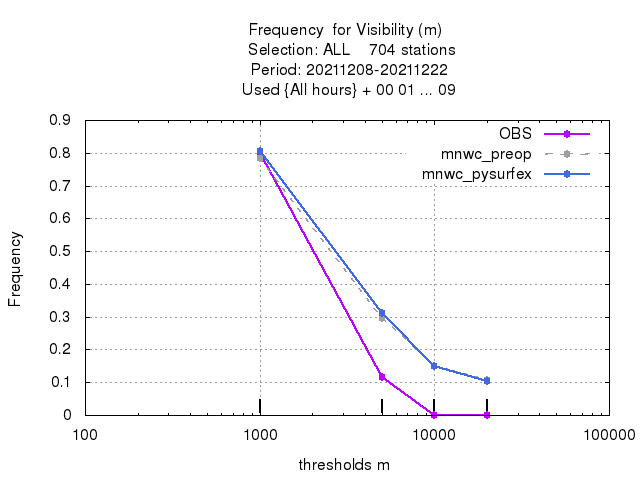 Frequency  for Visibility (m)
Selection: ALL    704 stations
Period: 20211208-20211222
Used {All hours} + 00 01 ... 09
OBS
mnwc_preop
mnwc_pysurfex
0.9
0.8
0.7
0.6
0.5
0.4
0.3
0.2
0.1
0
Frequency
100
1000
10000
100000
thresholds m